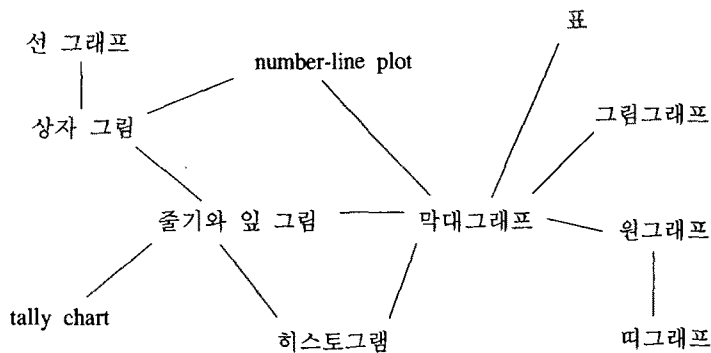 표
선 그래프
number-line plot
그림그래프
상자 그림
줄기와 잎 그림
막대그래프
원그래프
tally chart
히스토그램
띠그래프